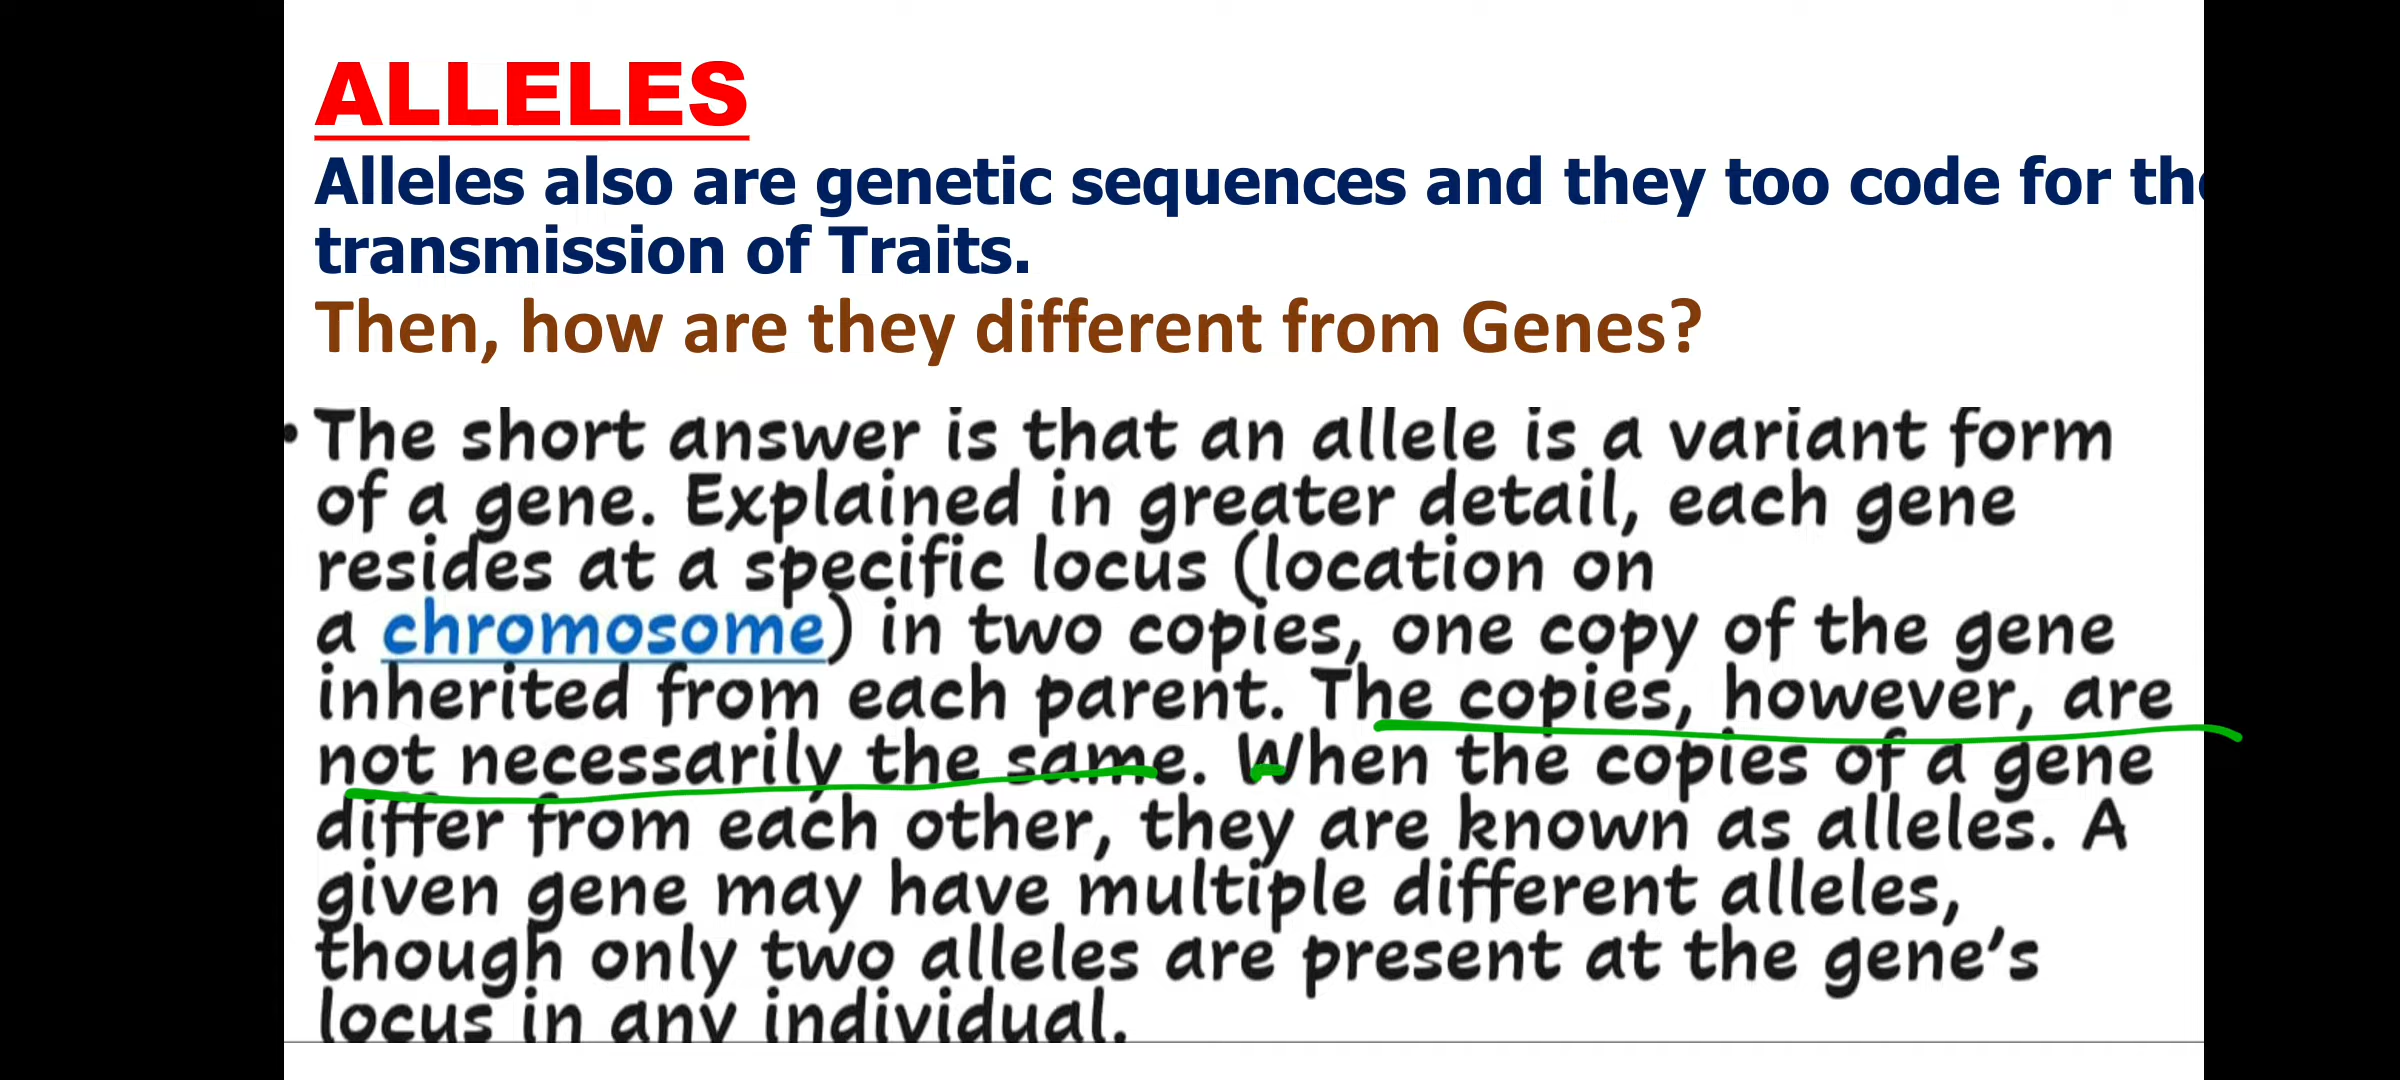 ALLELES
Alleles also are genetic sequences and they too code for the
transmission of Traits.
Then, how are they different from Genes?
• The short answer is that an allele is a variant form
of a gene. Explained in greater detail, each gene
resides at a specific locus (location on
a chromosome) in two copies, one copy of the gene
inherited from each parent. The copies, however, are
not necessarily the same. When the copies of a gene
differ from each other, they are known as alleles. A
given gene may have multiple different alleles,
though only two alleles are present at the gene's
locus in any individual.